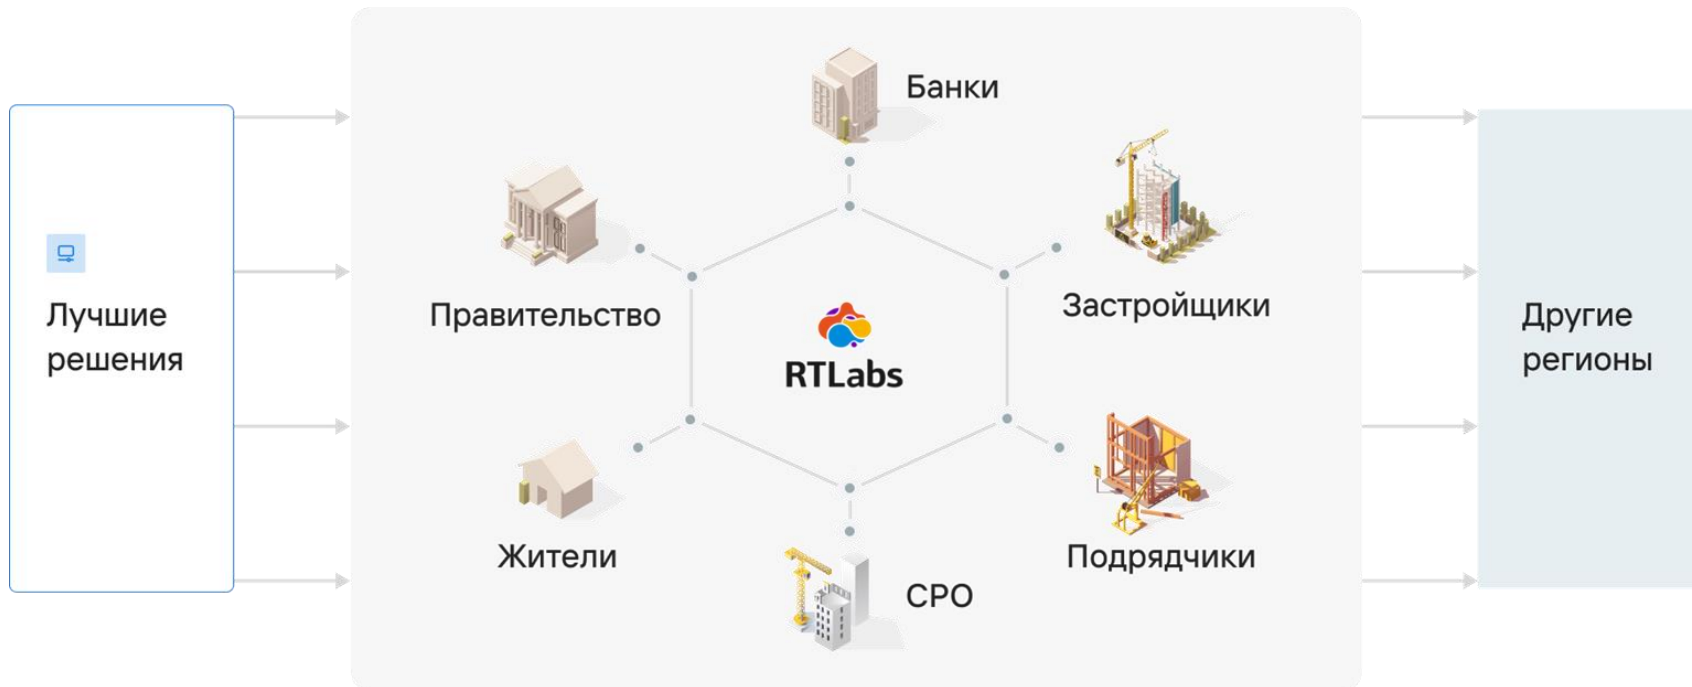 Лучшие
решения
Банки
Правительство
Застройщики
RTLabs
Жители
Подрядчики
СРО
Другие
регионы